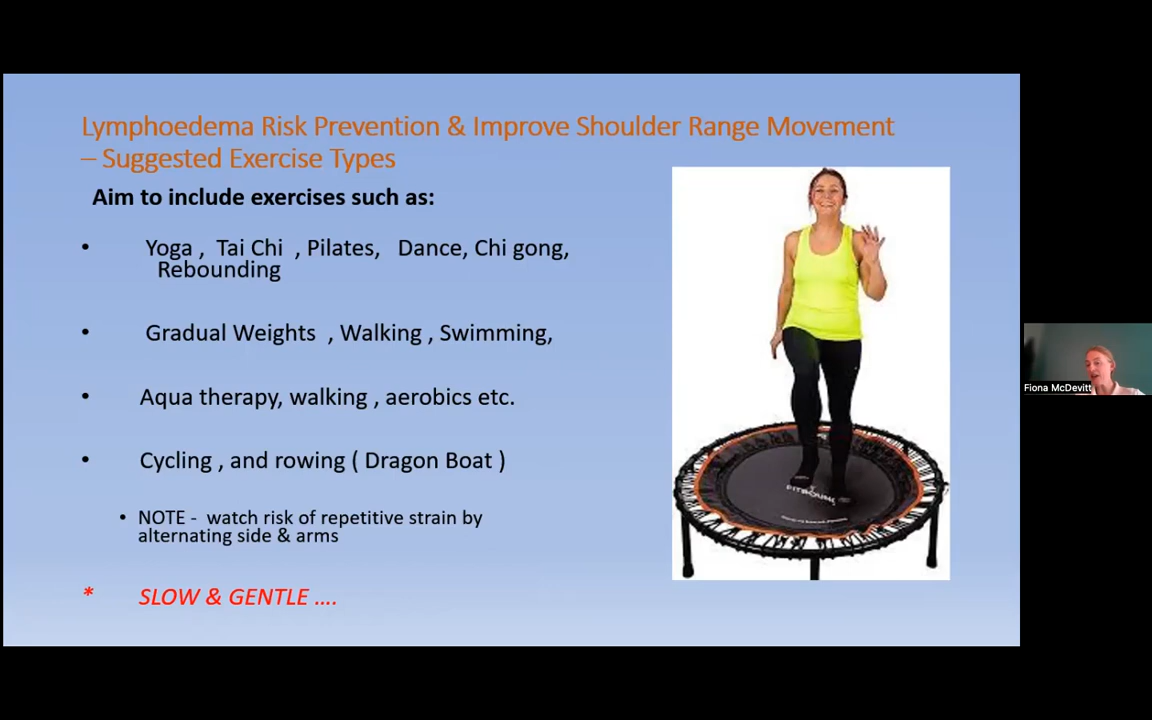 Lymphoedema Risk Prevention & Improve Shoulder Range Movement
– Suggested Exercise Types
Aim to include exercises such as:
• Yoga , Tai Chi , Pilates, Dance, Chi gong,
Rebounding
• Gradual Weights , Walking , Swimming,
• Aqua therapy, walking , aerobics etc.
• Cycling , and rowing ( Dragon Boat )
• NOTE - watch risk of repetitive strain by
alternating side & arms
* SLOW & GENTLE ....
Fiona McDevitt